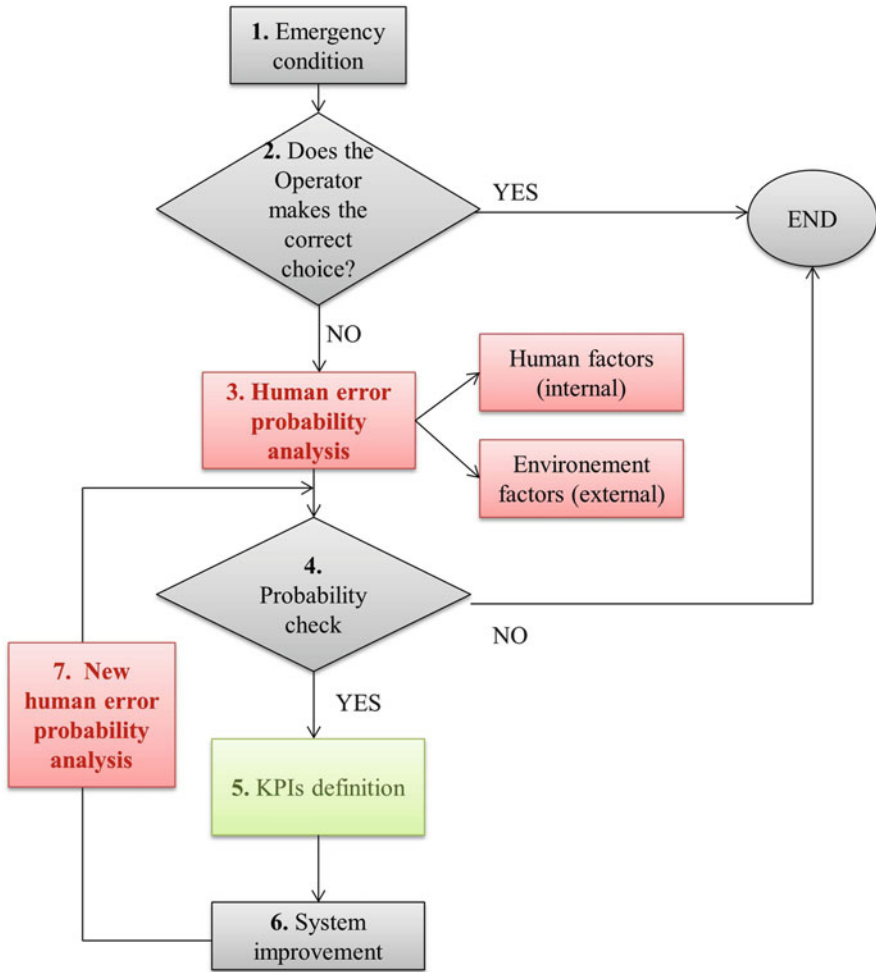 1. Emergency
condition
2. Does the
Operator
makes the
correct
choice?
YES
END
NO
3. Human error
probability
analysis
Human factors
(internal)
Environement
factors (external)
4.
Probability
check
NO
YES
7. New
human error
probability
analysis
5. KPIs definition
6. System
improvement